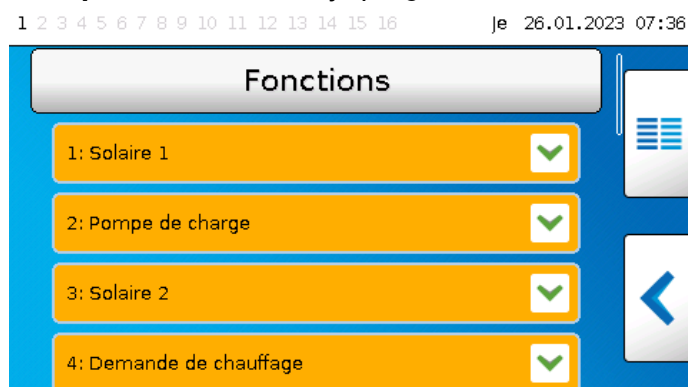 1 2 3 4 5 6 7 8 9 10 11 12 13 14 15 16 Je 26.01.2023 07:36
Fonctions
1: Solaire 1
2: Pompe de charge
3: Solaire 2
4: Demande de chauffage